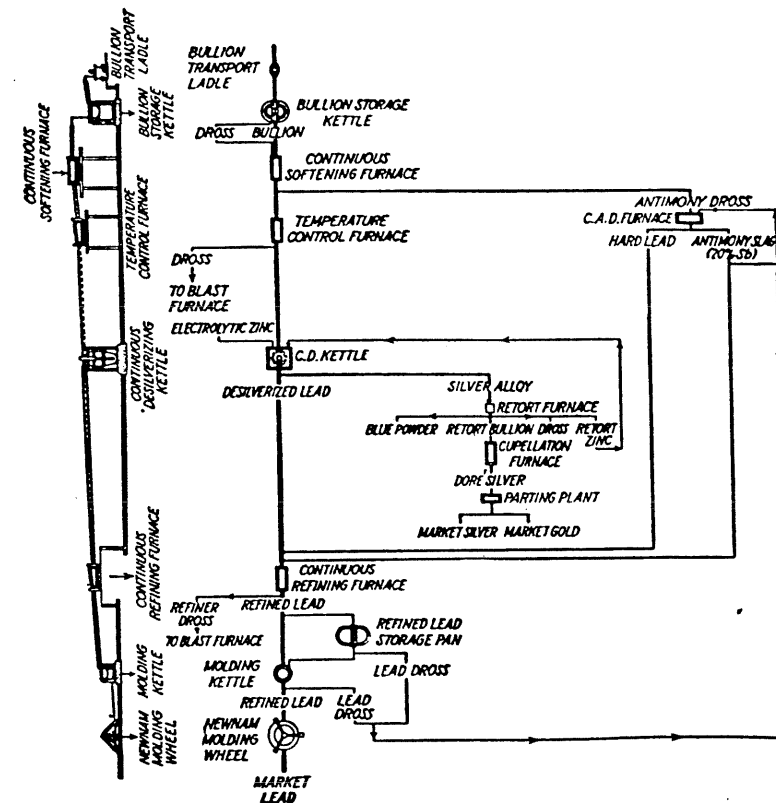 BULLION
TRANSPORT
LADLE
BULLION
STORAGE
KETTLE
CONTINUOUS
SOFTENING FURNACE
TEMPERATURE
CONTROL FURNACE
CONTINUOUS
DESILVERIZING
KETTLE
CONTINUOUS
REFINING FURNACE
MOLDING
KETTLE
NEWNAM
MOLDING
WHEEL
BULLION
TRANSPORT
LADLE
BULLION STORAGE
KETTLE
DROSS BULLION
CONTINUOUS
SOFTENING FURNACE
ANTIMONY DROSS
C.A.D. FURNACE
HARD LEAD
ANTIMONY SLAG
(20% Sb)
TEMPERATURE
CONTROL FURNACE
DROSS
TO BLAST
FURNACE
ELECTROLYTIC ZINC
C.D. KETTLE
DESILVERIZED LEAD
SILVER ALLOY
RETORT FURNACE
BLUE POWDER RETORT BULLION DROSS RETORT
ZINC
CUPELLATION
FURNACE
DORE SILVER
PARTING PLANT
MARKET SILVER MARKET GOLD
CONTINUOUS
REFINING FURNACE
REFINER
DROSS
REFINED LEAD
TO BLAST FURNACE
REFINED LEAD
STORAGE PAN
MOLDING
KETTLE
LEAD DROSS
REFINED LEAD
LEAD
DROSS
NEWNAM
MOLDING
WHEEL
MARKET
LEAD